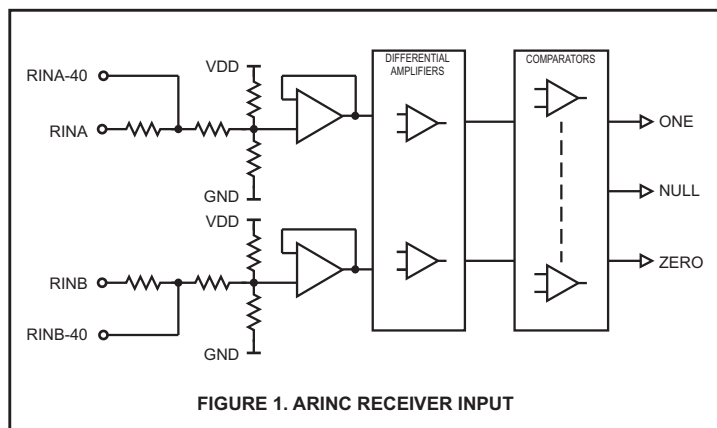 DIFFERENTIAL
AMPLIFIERS
COMPARATORS
RINA-40
VDD
RINA
ONE
GND
NULL
VDD
RINB
ZERO
RINB-40
GND
FIGURE 1. ARINC RECEIVER INPUT